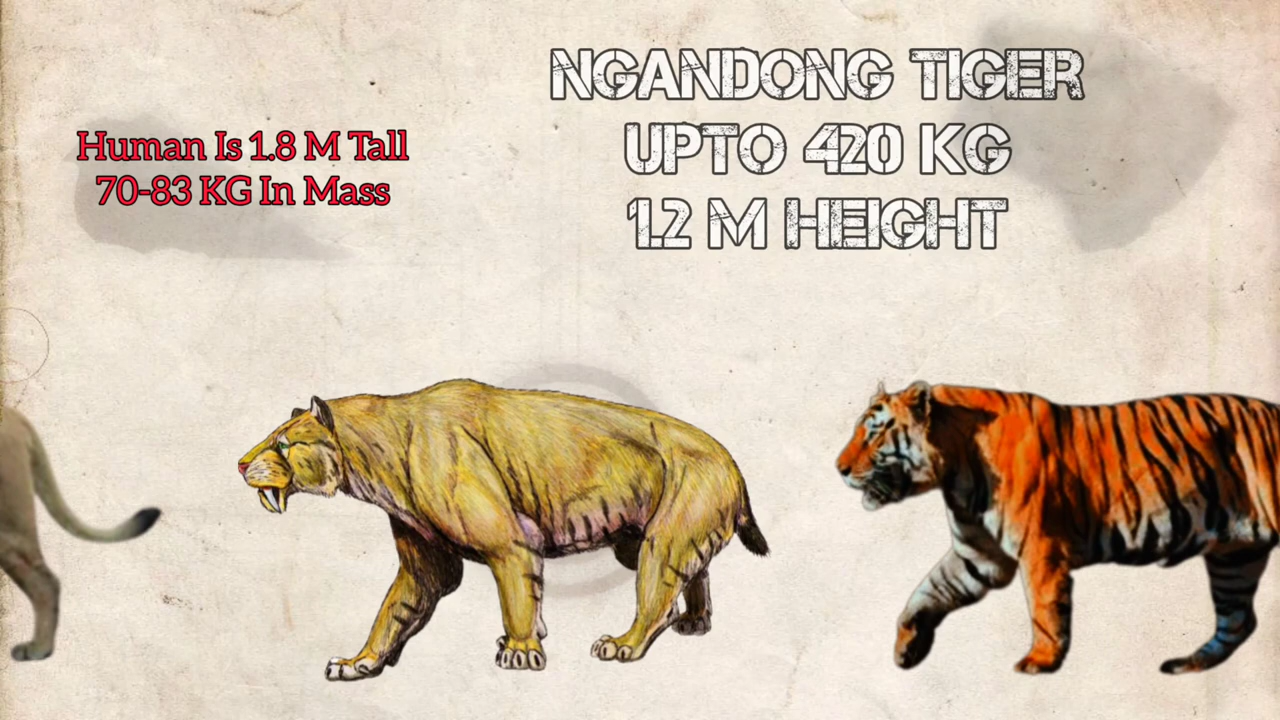 Human Is 1.8 M Tall
70-83 KG In Mass
NGANDONG TIGER
UPTO 420 KG
1.2 M HEIGHT